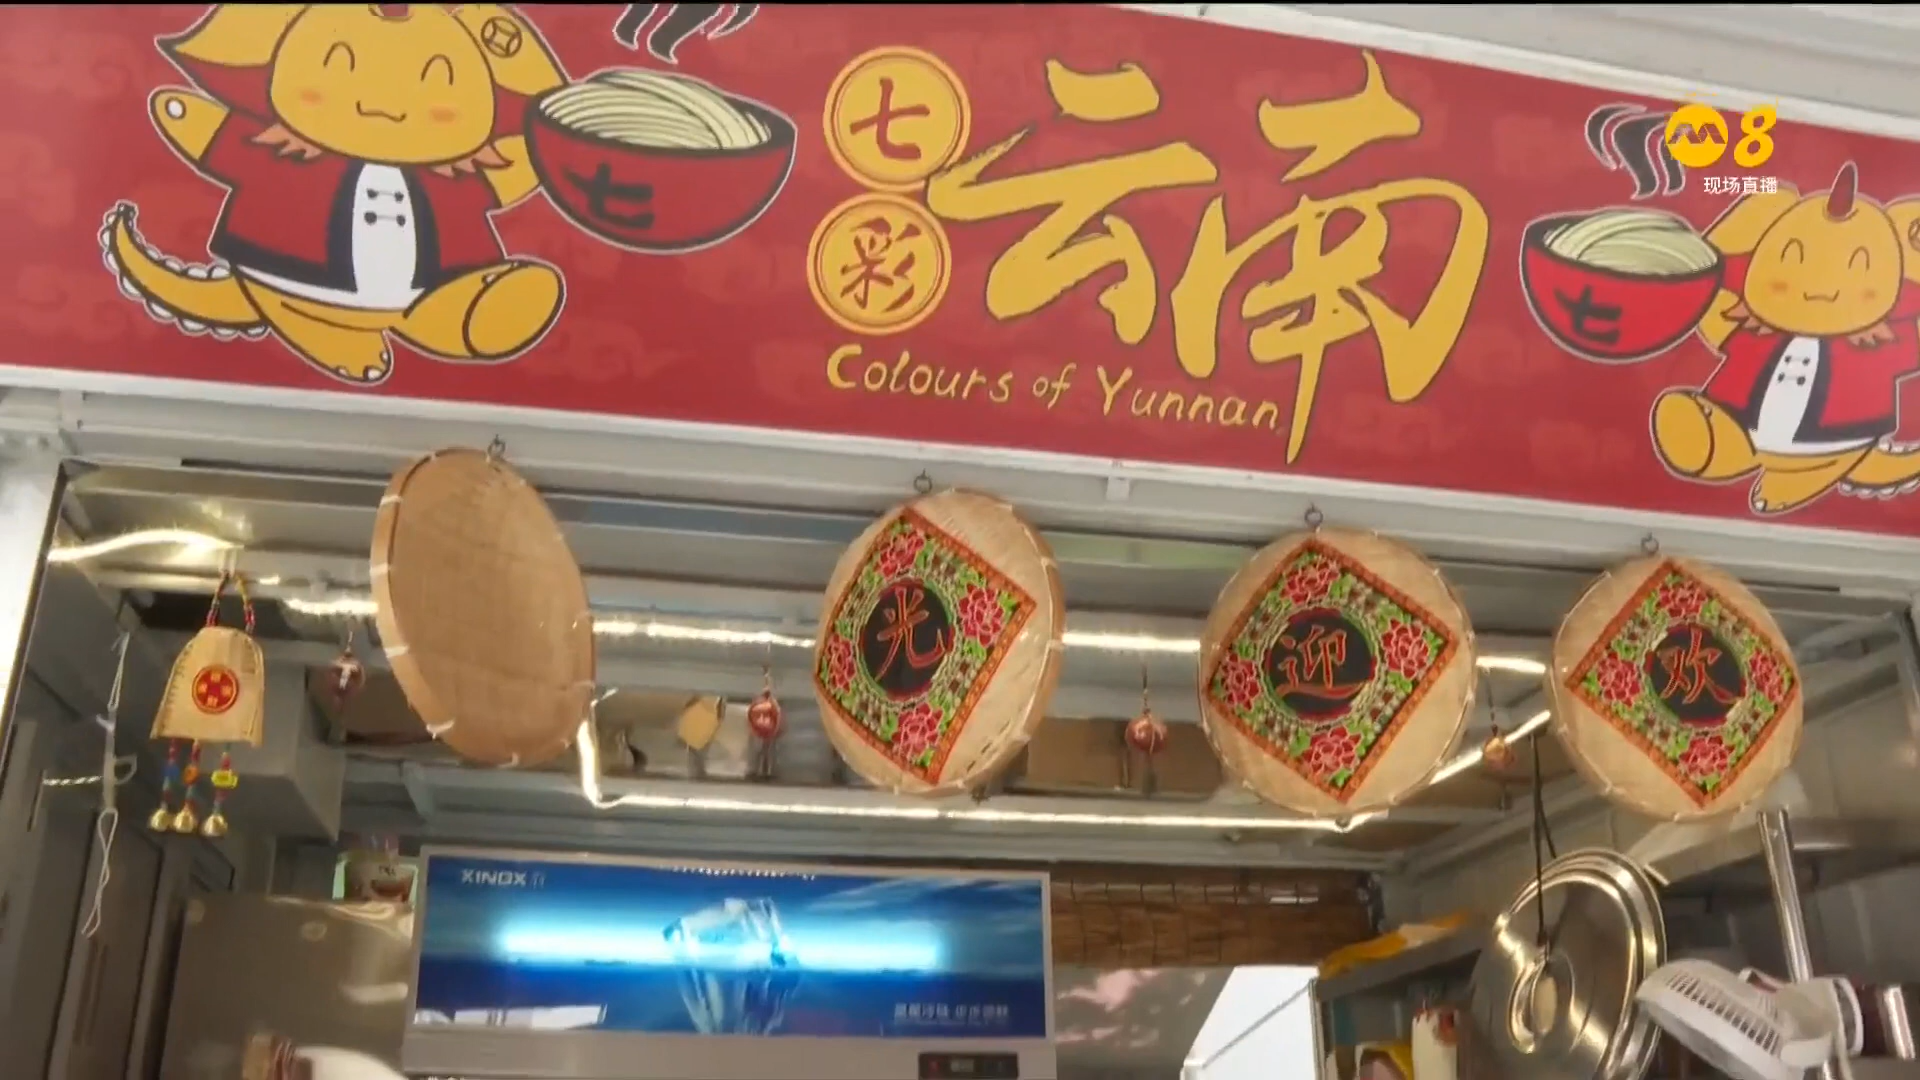 七
七
彩
云南
Colours of Yunnan
8
现场直播
七
光
迎
欢
XINOX